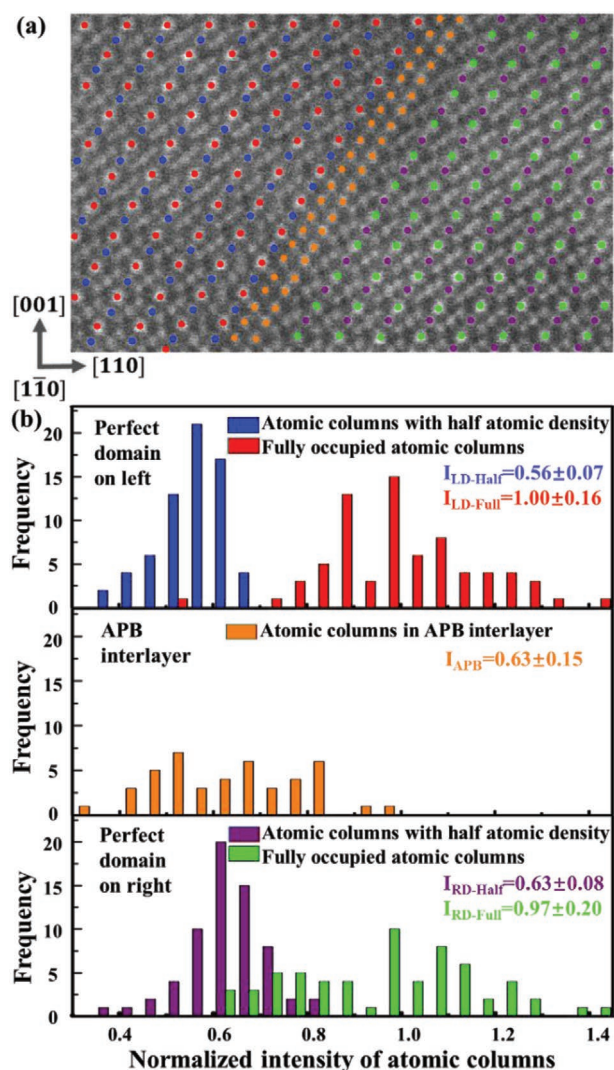 (a)
[001]
[110]
[11̅0]
(b)
Perfect domain on left
Atomic columns with half atomic density
Fully occupied atomic columns
I_LD-Half=0.56±0.07
I_LD-Full=1.00±0.16
Frequency
20
15
10
5
0
APB interlayer
Atomic columns in APB interlayer
I_APB=0.63±0.15
Frequency
20
15
10
5
0
Perfect domain on right
Atomic columns with half atomic density
Fully occupied atomic columns
I_RD-Half=0.63±0.08
I_RD-Full=0.97±0.20
Frequency
20
15
10
5
0
0.4 0.6 0.8 1.0 1.2 1.4
Normalized intensity of atomic columns